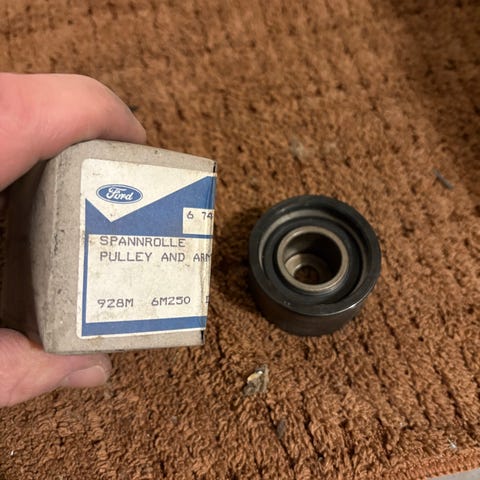 Ford
6 74
SPANNROLLE
PULLEY AND ARM
928M 6M250